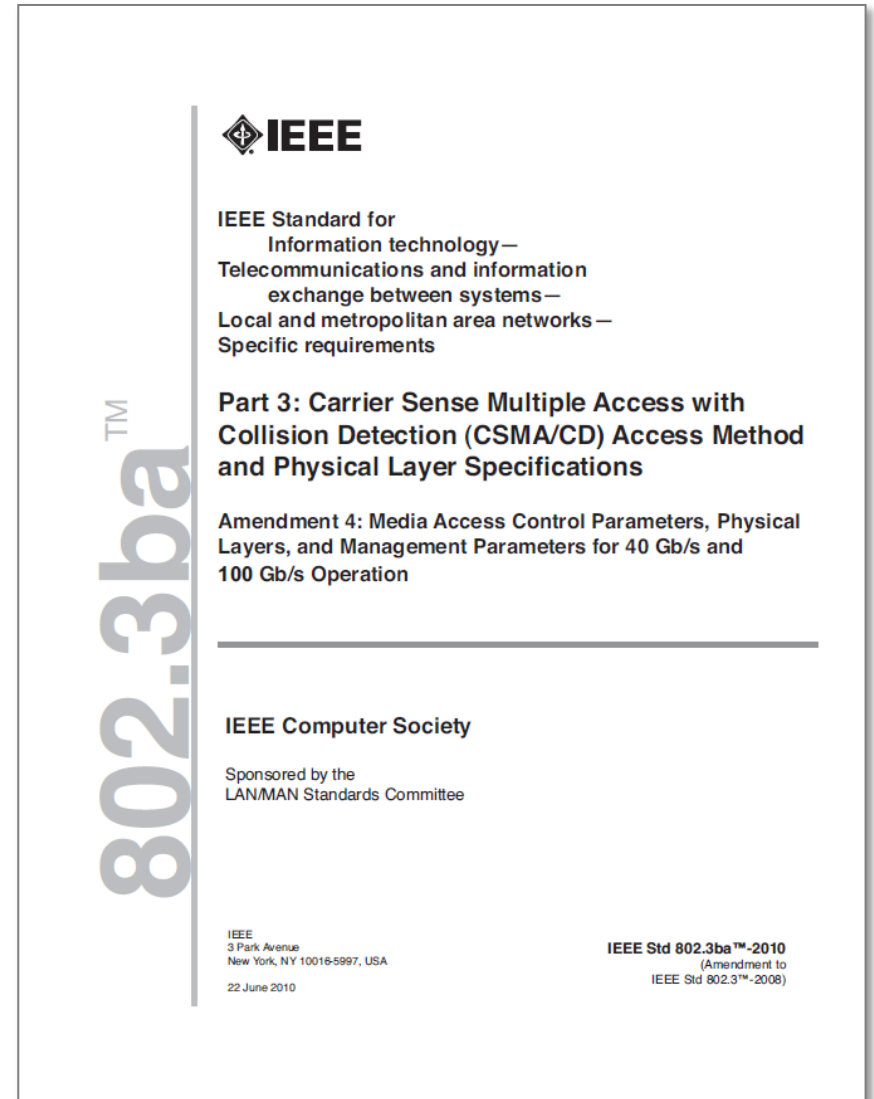 IEEE
IEEE Standard for
Information technology—
Telecommunications and information
exchange between systems—
Local and metropolitan area networks—
Specific requirements
Part 3: Carrier Sense Multiple Access with
Collision Detection (CSMA/CD) Access Method
and Physical Layer Specifications
Amendment 4: Media Access Control Parameters, Physical
Layers, and Management Parameters for 40 Gb/s and
100 Gb/s Operation
802.3ba™
IEEE Computer Society
Sponsored by the
LAN/MAN Standards Committee
IEEE
3 Park Avenue
New York, NY 10016-5997, USA
22 June 2010
IEEE Std 802.3ba™-2010
(Amendment to
IEEE Std 802.3™-2008)